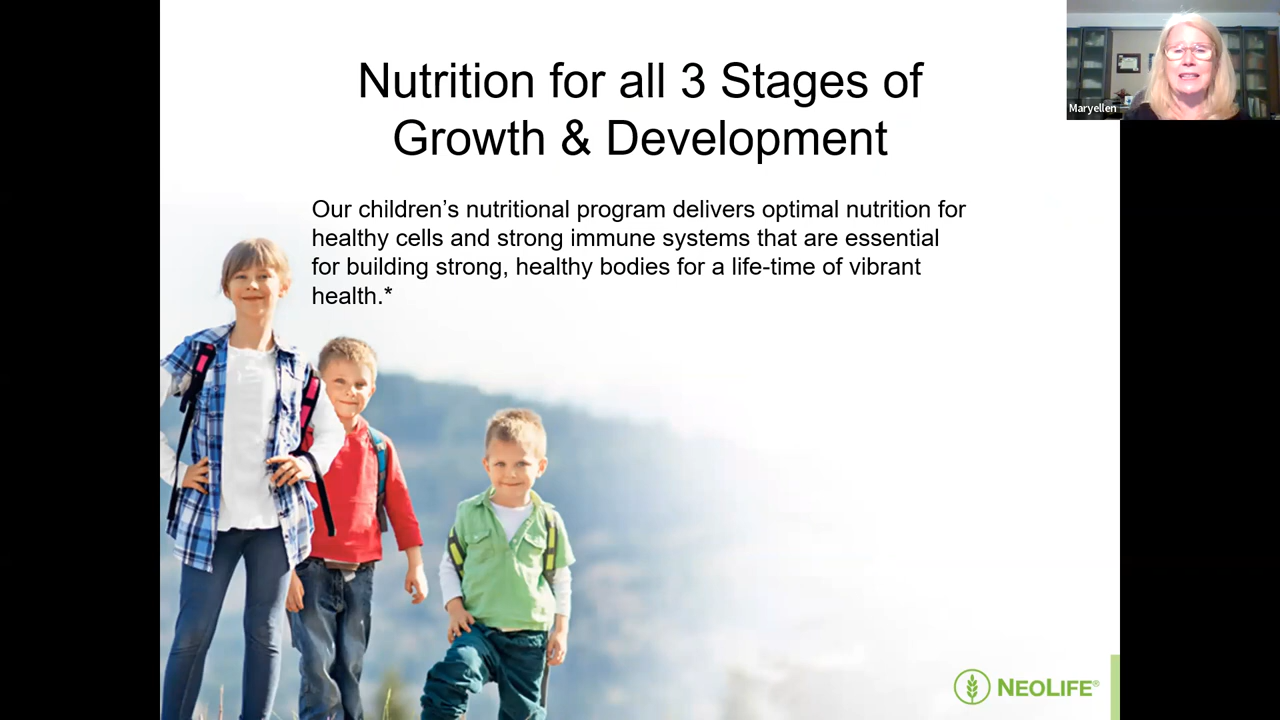 Nutrition for all 3 Stages of
Growth & Development
Our children’s nutritional program delivers optimal nutrition for
healthy cells and strong immune systems that are essential
for building strong, healthy bodies for a life-time of vibrant
health.*
Maryellen
NEOLIFE®